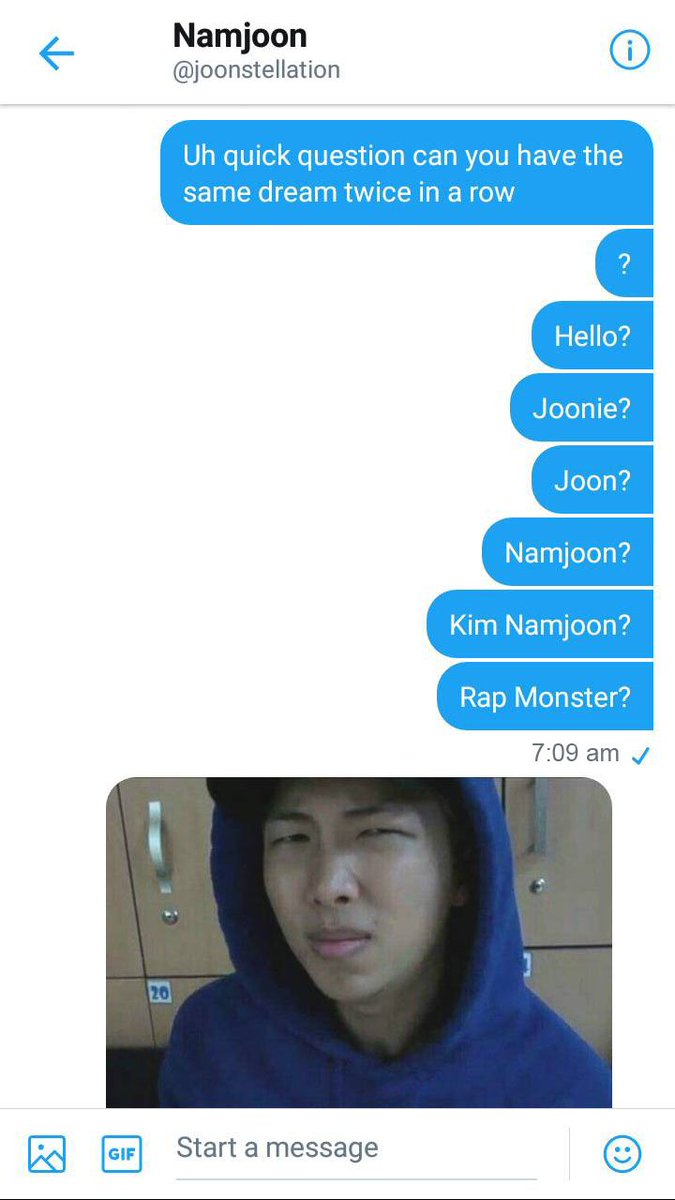 Namjoon
@joonstellation
Uh quick question can you have the
same dream twice in a row
?
Hello?
Joonie?
Joon?
Namjoon?
Kim Namjoon?
Rap Monster?
7:09 am
20
GIF
Start a message